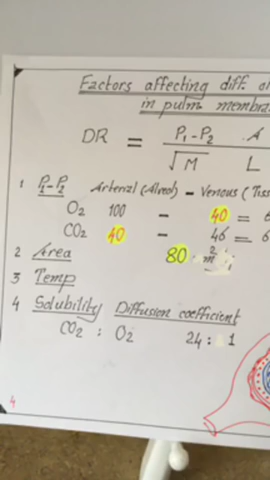 Factors affecting diff. of
in pulm. membra
DR = P1-P2 A
√M L
1 P1-P2 Arterial (Alveol) - Venous (Tiss
O2 100 - 40 = 6
CO2 40 - 46 = 6
2 Area 80 m2
3 Temp
4 Solubility Diffusion coefficient
CO2 : O2 24 : 1
4